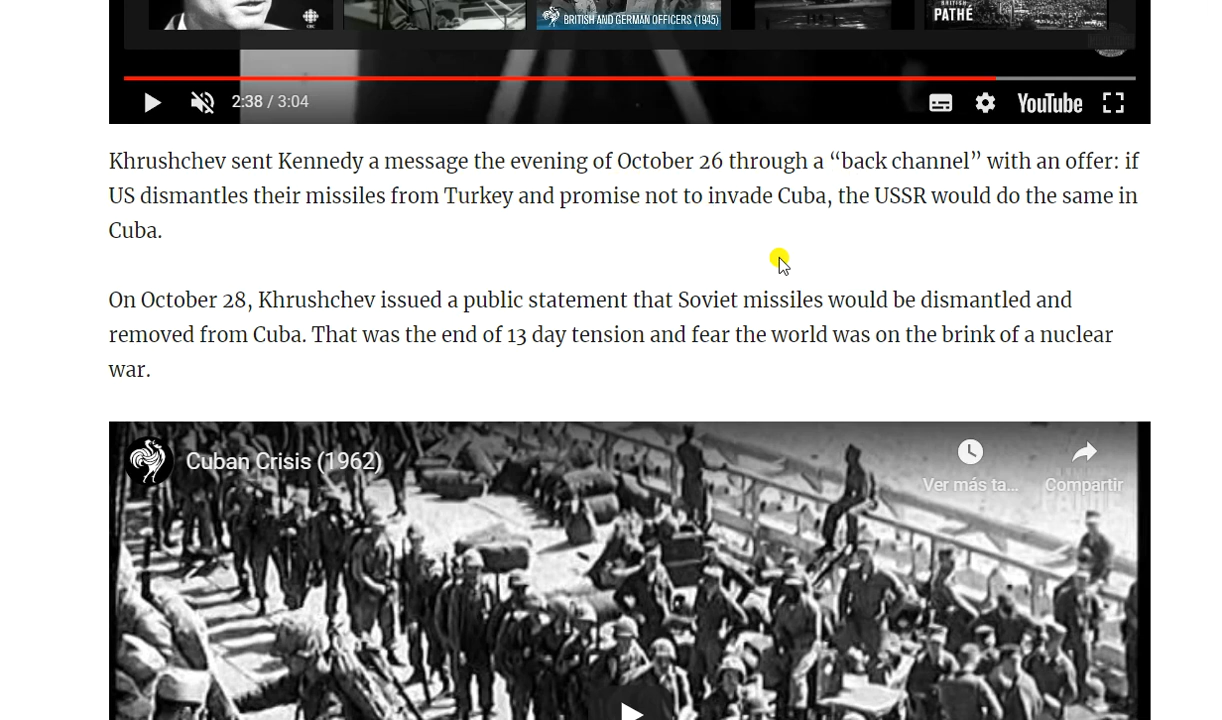 BRITISH AND GERMAN OFFICERS (1945)
BRITISH
PATHÉ
2:38 / 3:04
YouTube
Khrushchev sent Kennedy a message the evening of October 26 through a “back channel” with an offer: if
US dismantles their missiles from Turkey and promise not to invade Cuba, the USSR would do the same in
Cuba.
On October 28, Khrushchev issued a public statement that Soviet missiles would be dismantled and
removed from Cuba. That was the end of 13 day tension and fear the world was on the brink of a nuclear
war.
Cuban Crisis (1962)
Ver más ta...
Compartir